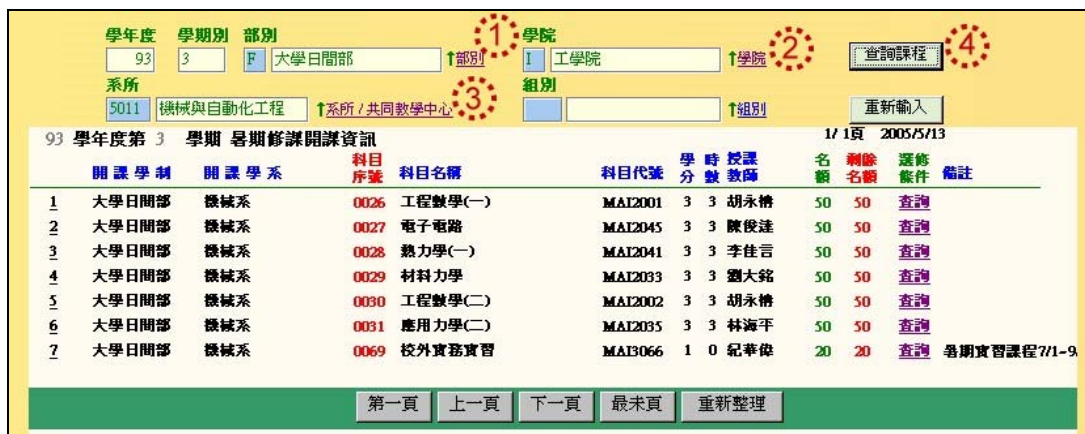 學年度 學期別 部別 ① 學院
93 3 F 大學日間部 ↑部別 I 工學院 ↑學院 ② 查詢課程 ④
系所 組別
5011 機械與自動化工程 ↑系所/共同教學中心 ③ ↑組別 重新輸入
93 學年度第 3 學期 暑期修課開課資訊 1/ 1頁 2005/5/13
開課學制 開課學系 科目序號 科目名稱 科目代號 學分 時數 授課教師 名額 剩餘名額 選修條件 備註
1 大學日間部 機械系 0026 工程數學(一) MAI2001 3 3 胡永楠 50 50 查詢
2 大學日間部 機械系 0027 電子電路 MAI2045 3 3 陳俊達 50 50 查詢
3 大學日間部 機械系 0028 熱力學(一) MAI2041 3 3 李佳言 50 50 查詢
4 大學日間部 機械系 0029 材料力學 MAI2033 3 3 劉大銘 50 50 查詢
5 大學日間部 機械系 0030 工程數學(二) MAI2002 3 3 胡永楠 50 50 查詢
6 大學日間部 機械系 0031 應用力學(二) MAI2035 3 3 林海平 50 50 查詢
7 大學日間部 機械系 0069 校外實務實習 MAI3066 1 0 紀華偉 20 20 查詢 暑期實習課程7/1~9
第一頁 上一頁 下一頁 最末頁 重新整理